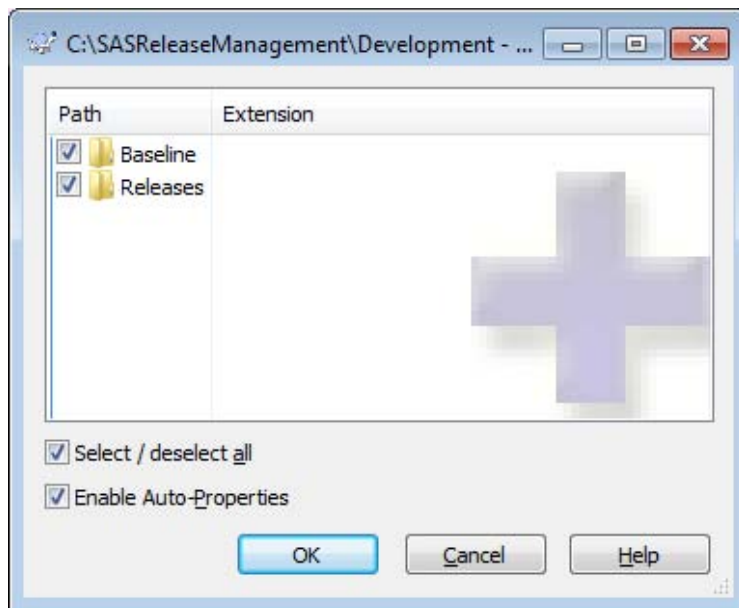 C:\SASReleaseManagement\Development - ...
Path Extension
Baseline
Releases
Select / deselect all
Enable Auto-Properties
OK Cancel Help